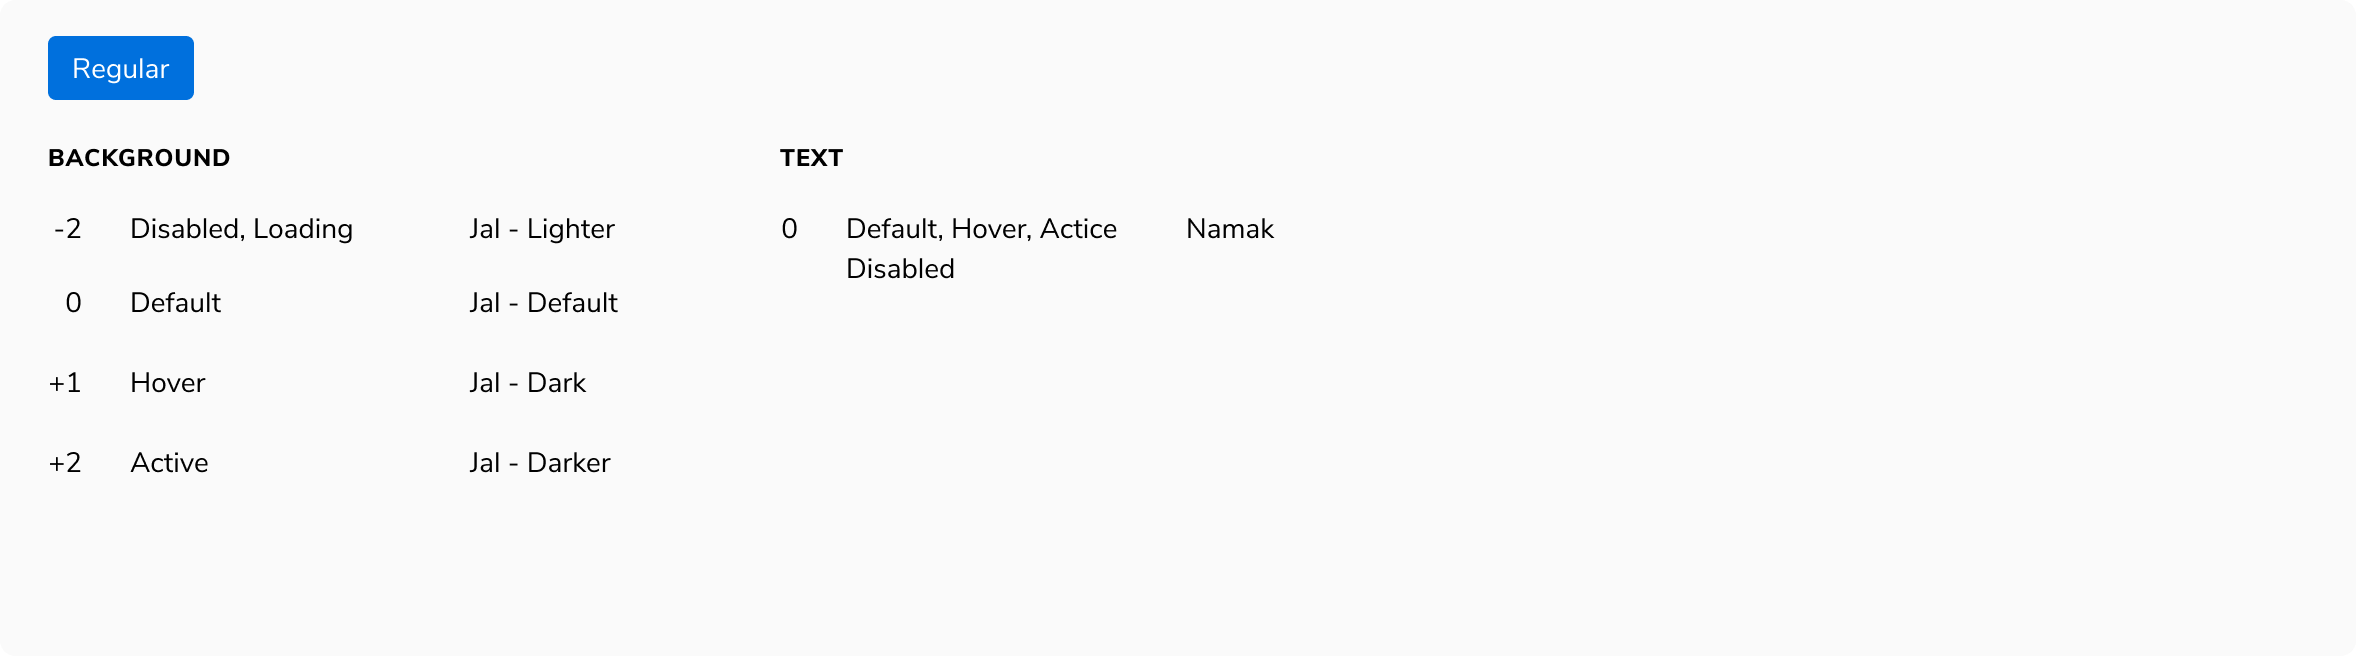 Regular
BACKGROUND
-2 Disabled, Loading Jal - Lighter
0 Default Jal - Default
+1 Hover Jal - Dark
+2 Active Jal - Darker
TEXT
0 Default, Hover, Actice Namak
Disabled